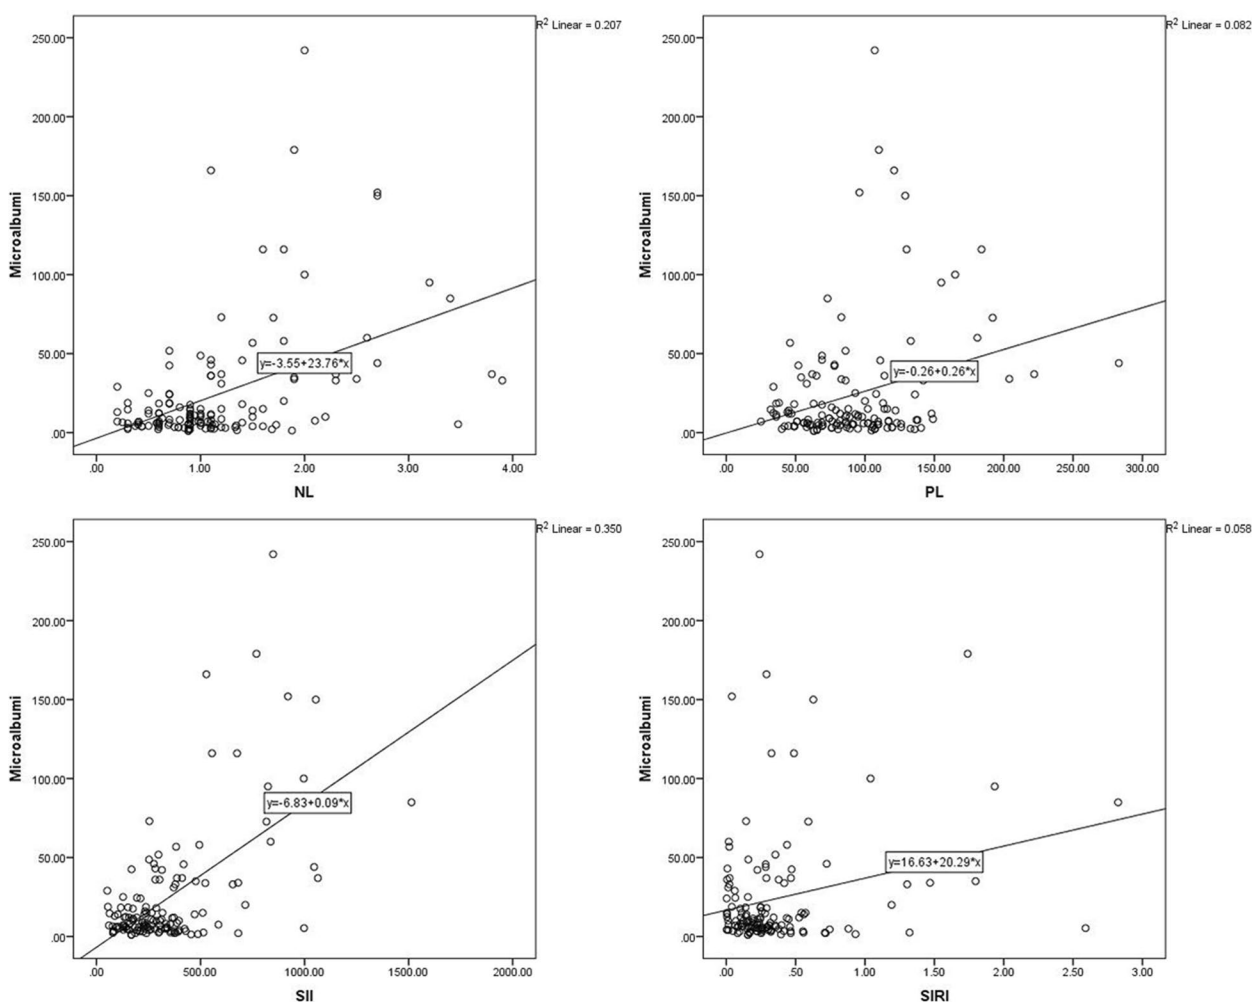 R² Linear = 0.207
250.00
200.00
150.00
100.00
50.00
.00
Microalbumi
y=-3.55+23.76*x
.00 1.00 2.00 3.00 4.00
NL
R² Linear = 0.082
250.00
200.00
150.00
100.00
50.00
.00
Microalbumi
y=-0.26+0.26*x
.00 50.00 100.00 150.00 200.00 250.00 300.00
PL
R² Linear = 0.350
250.00
200.00
150.00
100.00
50.00
.00
Microalbumi
y=-6.83+0.09*x
.00 500.00 1000.00 1500.00 2000.00
SII
R² Linear = 0.058
250.00
200.00
150.00
100.00
50.00
.00
Microalbumi
y=16.63+20.29*x
.00 .50 1.00 1.50 2.00 2.50 3.00
SIRI